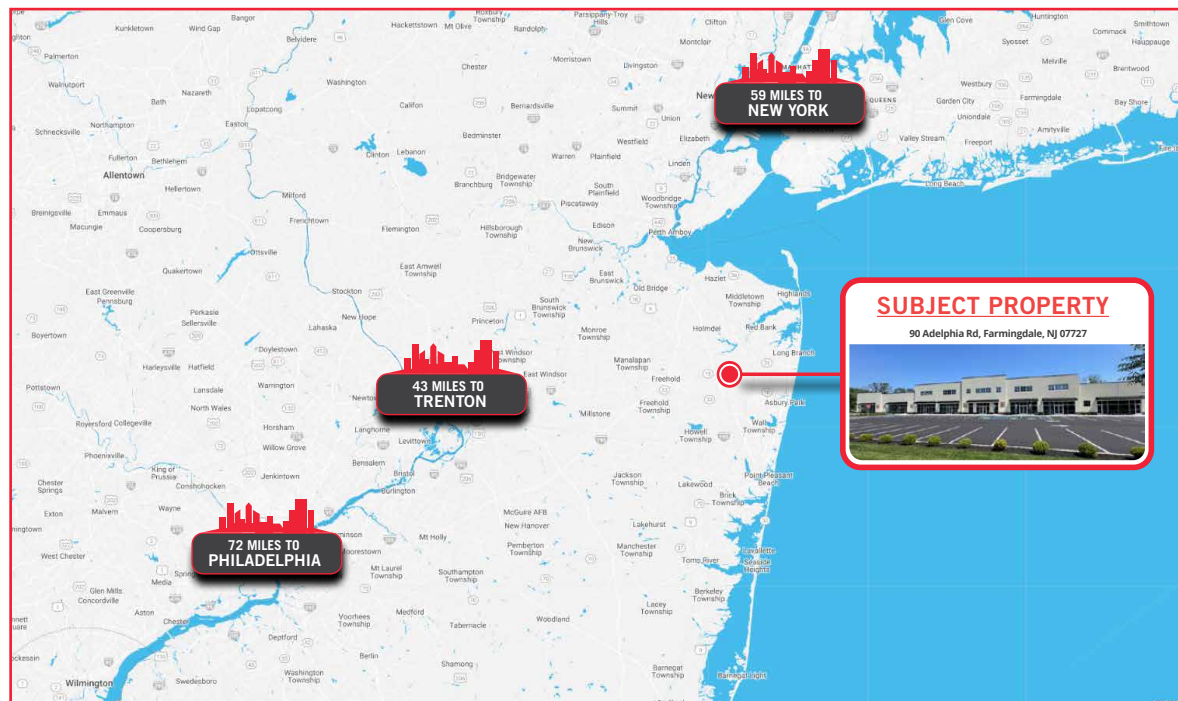 59 MILES TO
NEW YORK
SUBJECT PROPERTY
90 Adelphia Rd, Farmingdale, NJ 07727
43 MILES TO
TRENTON
72 MILES TO
PHILADELPHIA
Bangor
Kunkletown
Wind Gap
Hackettstown
Mt Olive
Randolph
Parsippany-Troy
Hills
Clifton
Glen Cove
Huntington
Smithtown
Commack
Hauppauge
Syosset
Melville
Brentwood
Belvidere
Montclair
Palmerton
Chester
Morristown
Livingston
Walnutport
Nazareth
Washington
Westbury
Bath
Lopatcong
Califon
Bernardsville
Summit
Union
QUEENS
Garden City
Farmingdale
Bay Shore
Uniondale
Schnecksville
Northampton
Easton
Bedminster
Westfield
Elizabeth
Valley Stream
Freeport
Amityville
Fullerton
Bethlehem
Clinton
Lebanon
Warren
Plainfield
Linden
Allentown
Hellertown
Branchburg
Bridgewater
Township
South
Plainfield
Long Beach
Milford
Piscataway
Woodbridge
Township
Breinigsville
Emmaus
Macungie
Coopersburg
Frenchtown
Flemington
Hillsborough
Township
Edison
New
Brunswick
Perth Amboy
Ottsville
Quakertown
East Amwell
Township
East
Brunswick
Old Bridge
Hazlet
Middletown
Township
Highlands
East Greenville
Pennsburg
Stockton
South
Brunswick
Township
Perkasie
Sellersville
New Hope
Lahaska
Princeton
Monroe
Township
Holmdel
Red Bank
Boyertown
Doylestown
Long Branch
Harleysville
Hatfield
East Windsor
Manalapan
Township
Freehold
Pottstown
Lansdale
Warrington
North Wales
Millstone
Freehold
Township
Asbury Park
Royersford
Collegeville
Horsham
Willow Grove
Langhorne
Levittown
Howell
Township
Phoenixville
King of
Prussia
Jenkintown
Bensalem
Bristol
Burlington
Jackson
Township
Lakewood
Point Pleasant
Beach
Brick
Township
Chester
Springs
Conshohocken
Exton
Malvern
Wayne
McGuire AFB
New Hanover
Lakehurst
West Chester
Moorestown
Mt Holly
Pemberton
Township
Manchester
Township
Toms River
Lavallette
Seaside
Heights
Media
Mt Laurel
Township
Southampton
Township
Berkeley
Township
Glen Mills
Concordville
Aston
Chester
Voorhees
Township
Medford
Tabernacle
Woodland
Lacey
Township
Deptford
Berlin
Shamong
Washington
Township
Barnegat
Township
Barnegat Light
Wilmington
Swedesboro